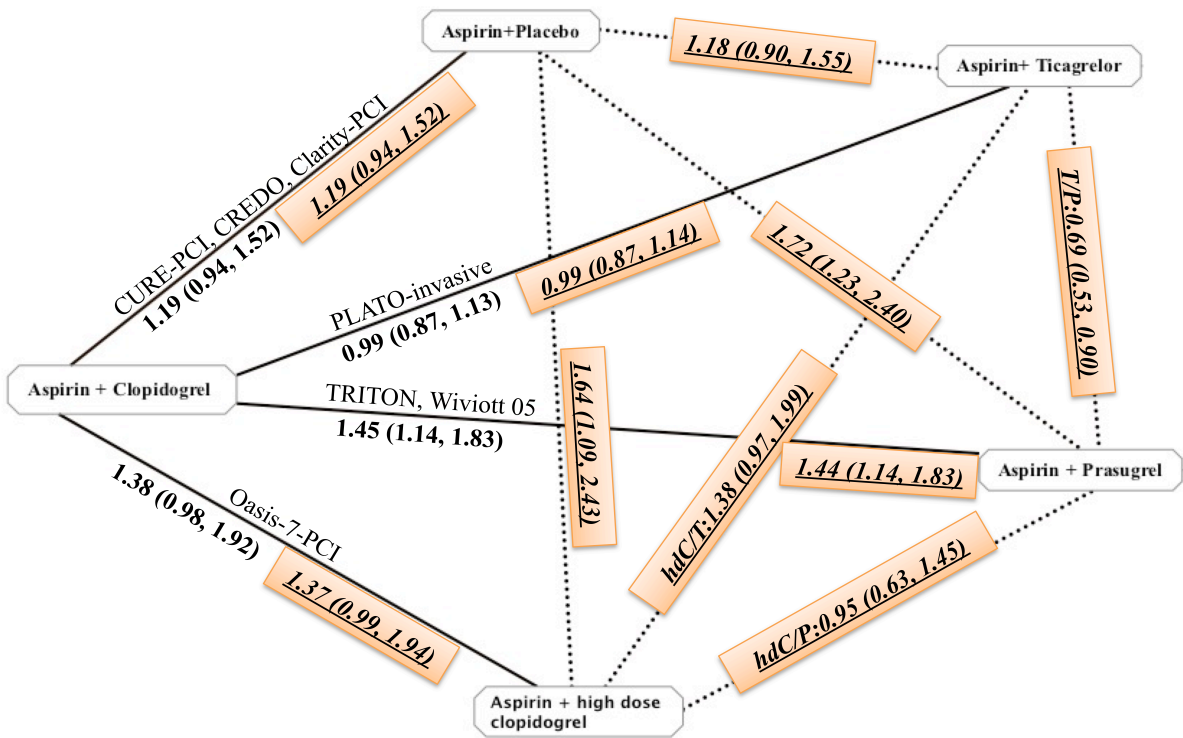 Aspirin+Placebo
1.18 (0.90, 1.55)
Aspirin+ Ticagrelor
CURE-PCI, CREDO, Clarity-PCI
1.19 (0.94, 1.52)
1.19 (0.94, 1.52)
T/P:0.69 (0.53, 0.90)
1.72 (1.23, 2.40)
PLATO-invasive
0.99 (0.87, 1.13)
0.99 (0.87, 1.14)
Aspirin + Clopidogrel
TRITON, Wiviott 05
1.45 (1.14, 1.83)
1.64 (1.09, 2.43)
hdC/T:1.38 (0.97, 1.99)
1.44 (1.14, 1.83)
Aspirin + Prasugrel
Oasis-7-PCI
1.38 (0.98, 1.92)
1.37 (0.99, 1.94)
hdC/P:0.95 (0.63, 1.45)
Aspirin + high dose
clopidogrel